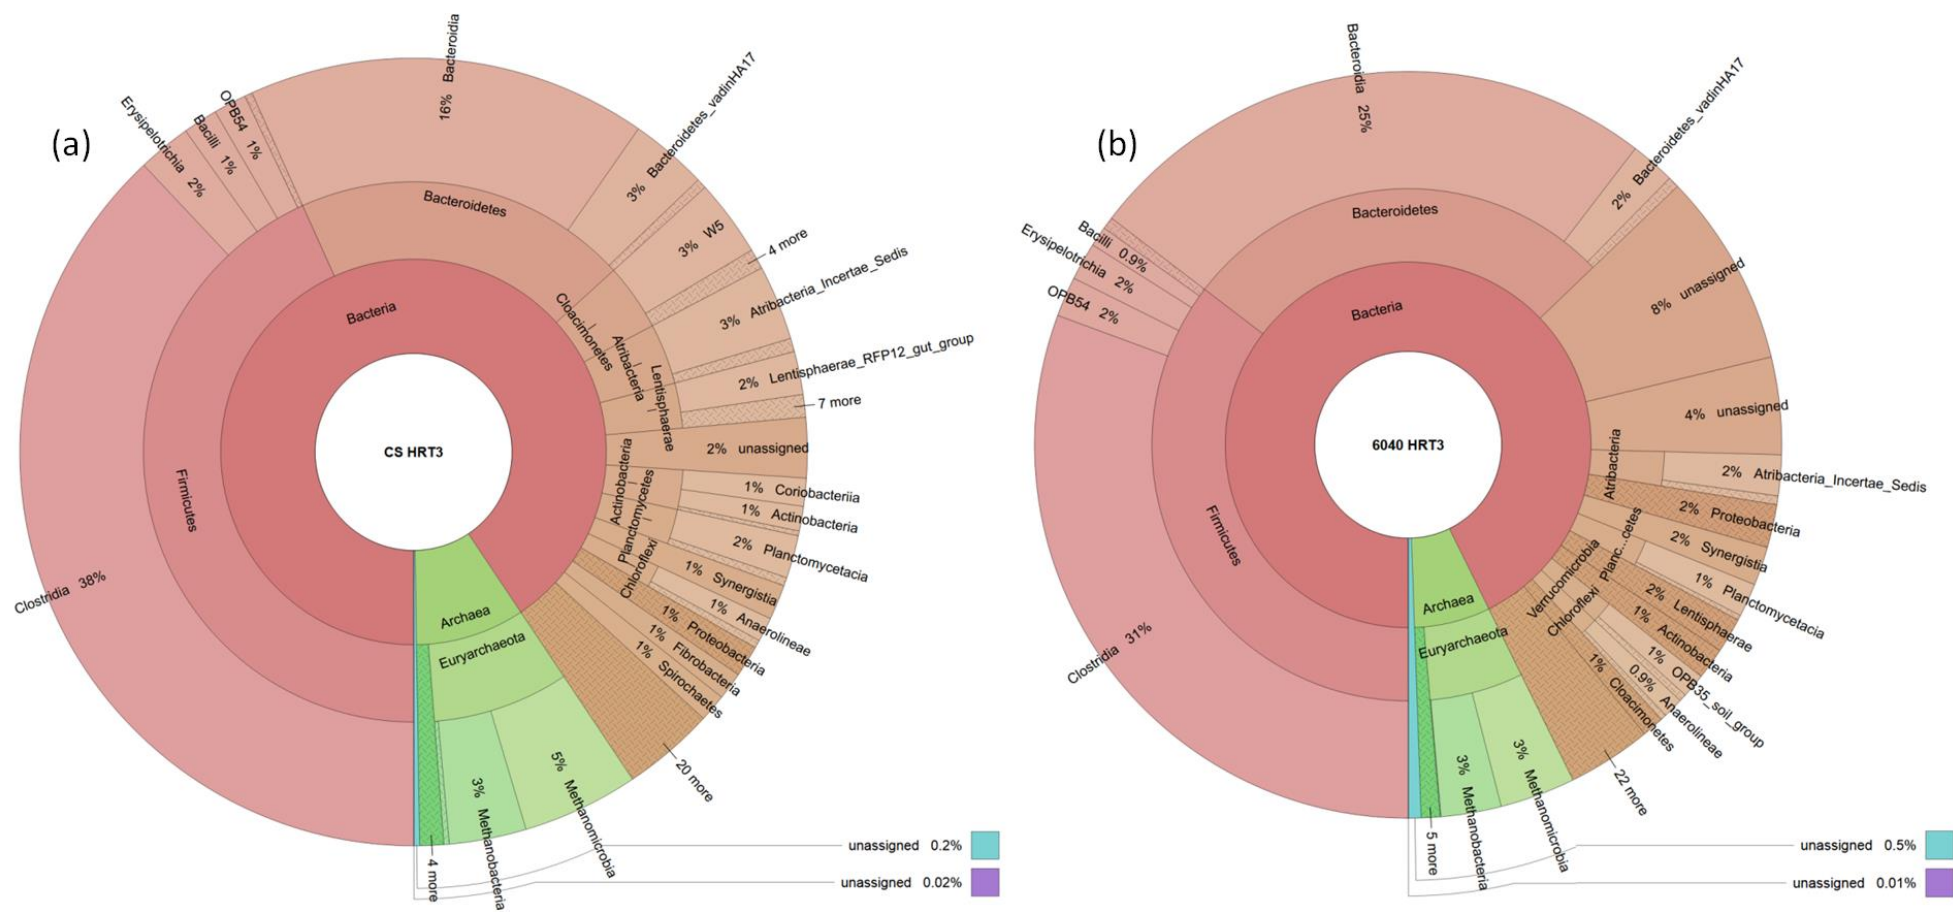 (a)
CS HRT3
Bacteria
Firmicutes
Clostridia 38%
Erysipelotrichia 2%
Bacilli 1%
OPB54 1%
Bacteroidetes
16% Bacteroidia
3% Bacteroidetes_vadinHA17
Cloacimonetes
3% W5
4 more
Atribacteria
3% Atribacteria_Incertae_Sedis
Lentisphaerae
2% Lentisphaerae_RFP12_gut_group
7 more
2% unassigned
Actinobacteria
1% Coriobacteriia
1% Actinobacteria
Planctomycetes
2% Planctomycetacia
1% Synergistia
Chloroflexi
1% Anaerolineae
1% Proteobacteria
1% Fibrobacteria
1% Spirochaetes
20 more
Archaea
Euryarchaeota
5% Methanomicrobia
3% Methanobacteria
4 more
unassigned 0.2%
unassigned 0.02%
(b)
6040 HRT3
Bacteria
Firmicutes
Clostridia 31%
OPB54 2%
Erysipelotrichia 2%
Bacilli 0.9%
Bacteroidetes
Bacteroidia 25%
2% Bacteroidetes_vadinHA17
8% unassigned
4% unassigned
Atribacteria
2% Atribacteria_Incertae_Sedis
2% Proteobacteria
2% Synergistia
Planc...cetes
1% Planctomycetacia
2% Lentisphaerae
1% Actinobacteria
Verrucomicrobia
1% OPB35_soil_group
Chloroflexi
0.9% Anaerolineae
1% Cloacimonetes
22 more
Archaea
Euryarchaeota
3% Methanomicrobia
3% Methanobacteria
5 more
unassigned 0.5%
unassigned 0.01%